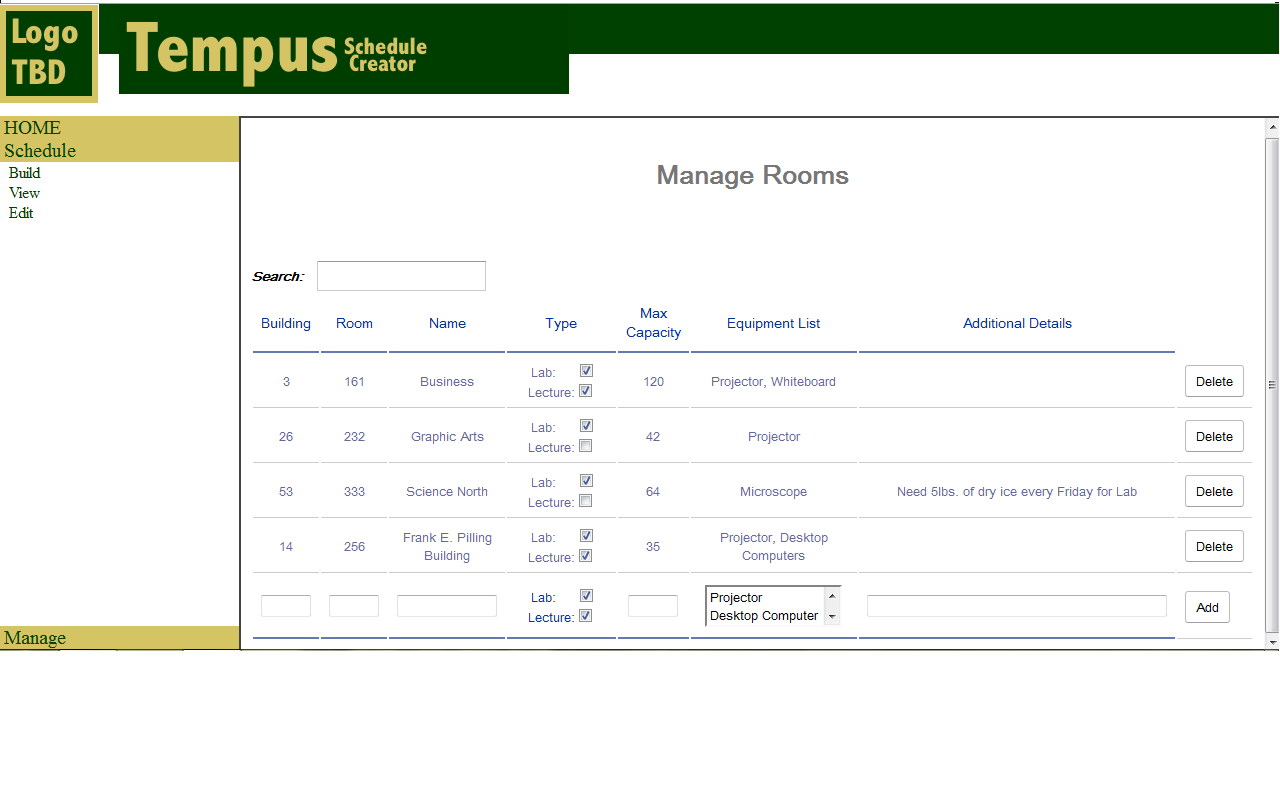 Logo
TBD
Tempus Schedule Creator
HOME
Schedule
Build
View
Edit
Manage
Manage Rooms
Search:
Building Room Name Type Max Capacity Equipment List Additional Details
3 161 Business Lab: Lecture: 120 Projector, Whiteboard Delete
26 232 Graphic Arts Lab: Lecture: 42 Projector Delete
53 333 Science North Lab: Lecture: 64 Microscope Need 5lbs. of dry ice every Friday for Lab Delete
14 256 Frank E. Pilling Building Lab: Lecture: 35 Projector, Desktop Computers Delete
Lab: Lecture: Projector Desktop Computer Add